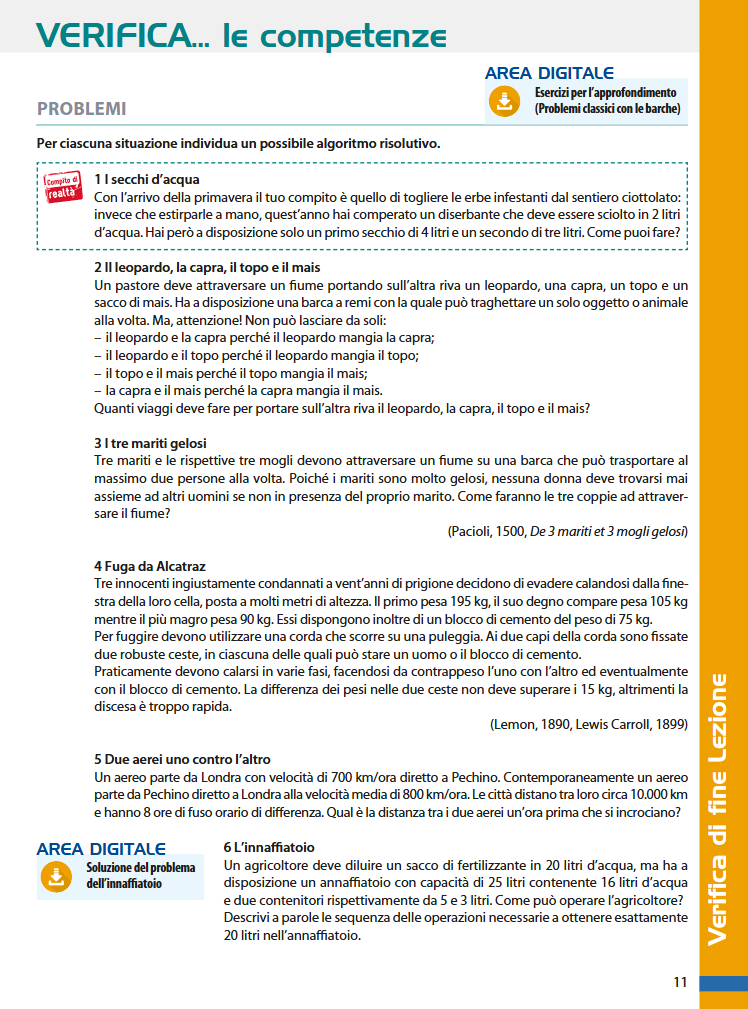 VERIFICA... le competenze
AREA DIGITALE
Esercizi per l'approfondimento
(Problemi classici con le barche)
PROBLEMI
Per ciascuna situazione individua un possibile algoritmo risolutivo.
Compito di
realtà
1 I secchi d'acqua
Con l'arrivo della primavera il tuo compito è quello di togliere le erbe infestanti dal sentiero ciottolato:
invece che estirparle a mano, quest'anno hai comperato un diserbante che deve essere sciolto in 2 litri
d'acqua. Hai però a disposizione solo un primo secchio di 4 litri e un secondo di tre litri. Come puoi fare?
2 Il leopardo, la capra, il topo e il mais
Un pastore deve attraversare un fiume portando sull'altra riva un leopardo, una capra, un topo e un
sacco di mais. Ha a disposizione una barca a remi con la quale può traghettare un solo oggetto o animale
alla volta. Ma, attenzione! Non può lasciare da soli:
– il leopardo e la capra perché il leopardo mangia la capra;
– il leopardo e il topo perché il leopardo mangia il topo;
– il topo e il mais perché il topo mangia il mais;
– la capra e il mais perché la capra mangia il mais.
Quanti viaggi deve fare per portare sull'altra riva il leopardo, la capra, il topo e il mais?
3 I tre mariti gelosi
Tre mariti e le rispettive tre mogli devono attraversare un fiume su una barca che può trasportare al
massimo due persone alla volta. Poiché i mariti sono molto gelosi, nessuna donna deve trovarsi mai
assieme ad altri uomini se non in presenza del proprio marito. Come faranno le tre coppie ad attraver-
sare il fiume?
(Pacioli, 1500, De 3 mariti et 3 mogli gelosi)
4 Fuga da Alcatraz
Tre innocenti ingiustamente condannati a vent'anni di prigione decidono di evadere calandosi dalla fine-
stra della loro cella, posta a molti metri di altezza. Il primo pesa 195 kg, il suo degno compare pesa 105 kg
mentre il più magro pesa 90 kg. Essi dispongono inoltre di un blocco di cemento del peso di 75 kg.
Per fuggire devono utilizzare una corda che scorre su una puleggia. Ai due capi della corda sono fissate
due robuste ceste, in ciascuna delle quali può stare un uomo o il blocco di cemento.
Praticamente devono calarsi in varie fasi, facendosi da contrappeso l'uno con l'altro ed eventualmente
con il blocco di cemento. La differenza dei pesi nelle due ceste non deve superare i 15 kg, altrimenti la
discesa è troppo rapida.
(Lemon, 1890, Lewis Carroll, 1899)
5 Due aerei uno contro l'altro
Un aereo parte da Londra con velocità di 700 km/ora diretto a Pechino. Contemporaneamente un aereo
parte da Pechino diretto a Londra alla velocità media di 800 km/ora. Le città distano tra loro circa 10.000 km
e hanno 8 ore di fuso orario di differenza. Qual è la distanza tra i due aerei un'ora prima che si incrociano?
AREA DIGITALE
Soluzione del problema
dell'innaffiatoio
6 L'innaffiatoio
Un agricoltore deve diluire un sacco di fertilizzante in 20 litri d'acqua, ma ha a
disposizione un annaffiatoio con capacità di 25 litri contenente 16 litri d'acqua
e due contenitori rispettivamente da 5 e 3 litri. Come può operare l'agricoltore?
Descrivi a parole le sequenza delle operazioni necessarie a ottenere esattamente
20 litri nell'annaffiatoio.
Verifica di fine Lezione
11